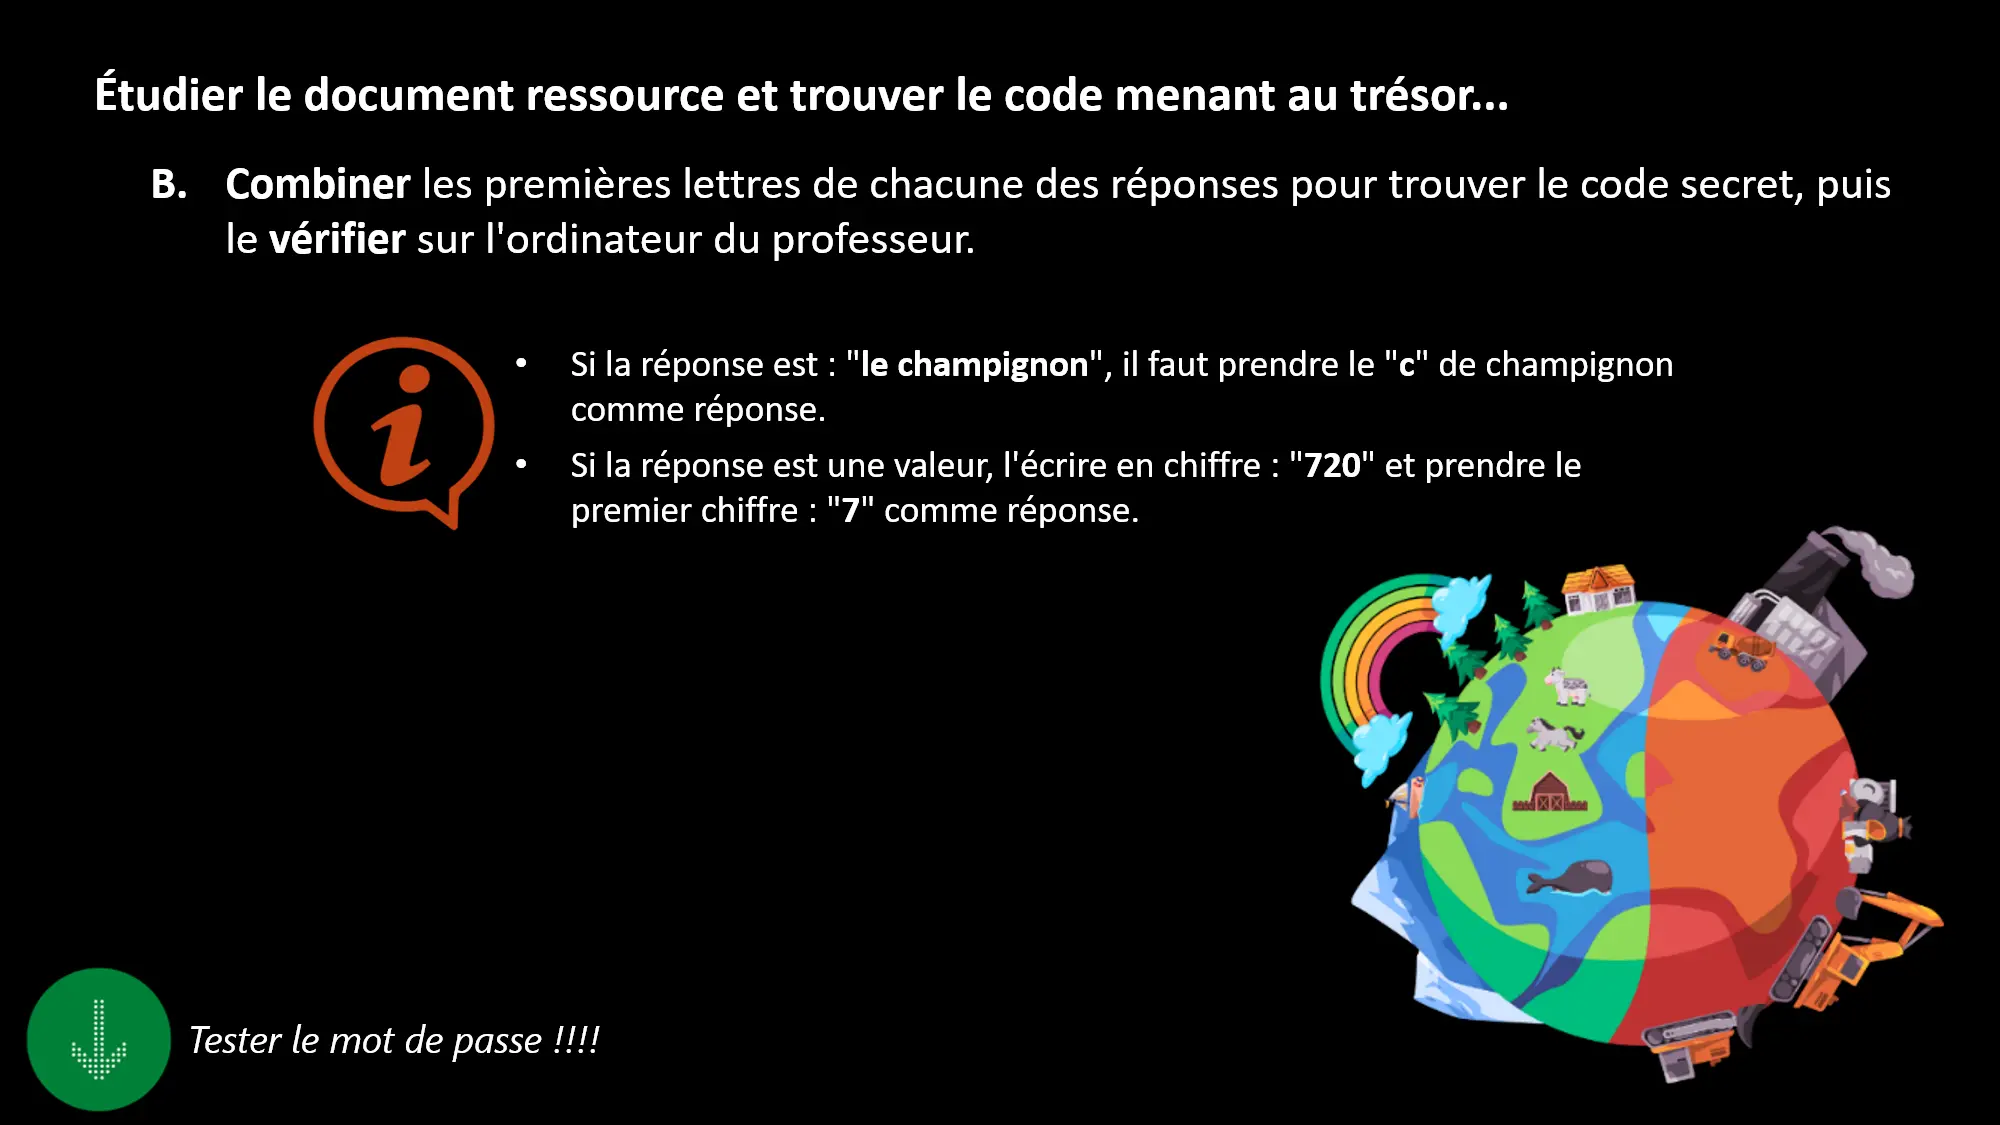 Étudier le document ressource et trouver le code menant au trésor...
B. Combiner les premières lettres de chacune des réponses pour trouver le code secret, puis
le vérifier sur l'ordinateur du professeur.
• Si la réponse est : "le champignon", il faut prendre le "c" de champignon
comme réponse.
• Si la réponse est une valeur, l'écrire en chiffre : "720" et prendre le
premier chiffre : "7" comme réponse.
Tester le mot de passe !!!!